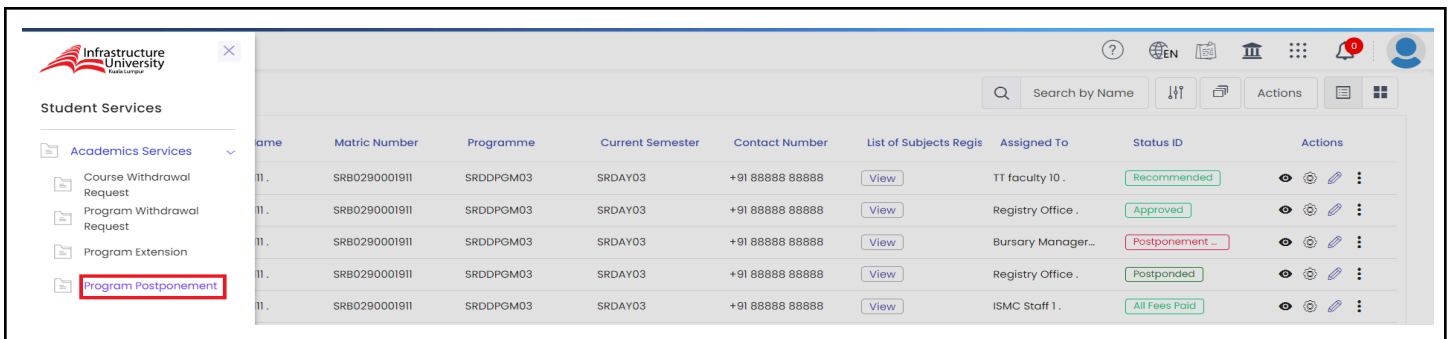 Infrastructure
University
Kuala Lumpur
0
EN
Student Services
Search by Name
Actions
Academics Services
Course Withdrawal
Request
Program Withdrawal
Request
Program Extension
Program Postponement
ame Matric Number Programme Current Semester Contact Number List of Subjects Regis Assigned To Status ID Actions
111 . SRB0290001911 SRDDPGM03 SRDAY03 +91 88888 88888 View TT faculty 10 . Recommended
111 . SRB0290001911 SRDDPGM03 SRDAY03 +91 88888 88888 View Registry Office . Approved
111 . SRB0290001911 SRDDPGM03 SRDAY03 +91 88888 88888 View Bursary Manager... Postponement ...
111 . SRB0290001911 SRDDPGM03 SRDAY03 +91 88888 88888 View Registry Office . Postponded
111 . SRB0290001911 SRDDPGM03 SRDAY03 +91 88888 88888 View ISMC Staff 1 . All Fees Paid